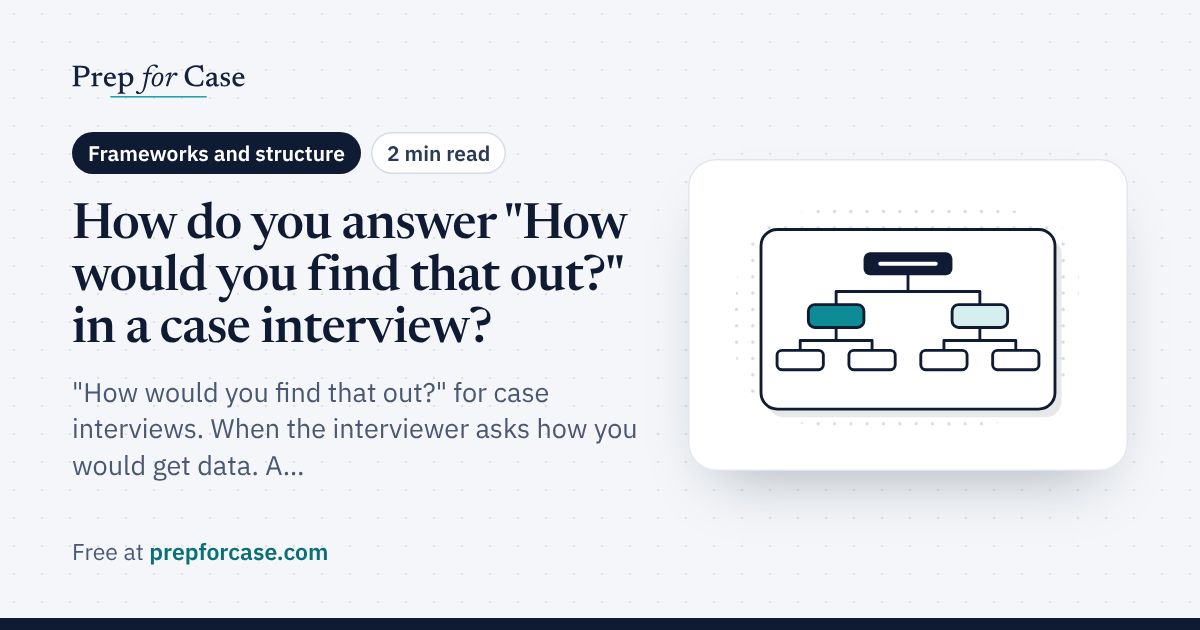 Prep for Case
Frameworks and structure
2 min read
How do you answer "How
would you find that out?"
in a case interview?
"How would you find that out?" for case
interviews. When the interviewer asks how you
would get data. A...
Free at prepforcase.com